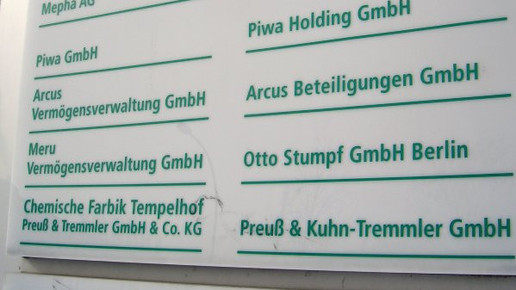 Mepha AG
Piwa GmbH
Arcus
Vermögensverwaltung GmbH
Meru
Vermögensverwaltung GmbH
Chemische Farbik Tempelhof
Preuß & Tremmler GmbH & Co. KG
Piwa Holding GmbH
Arcus Beteiligungen GmbH
Otto Stumpf GmbH Berlin
Preuß & Kuhn-Tremmler GmbH